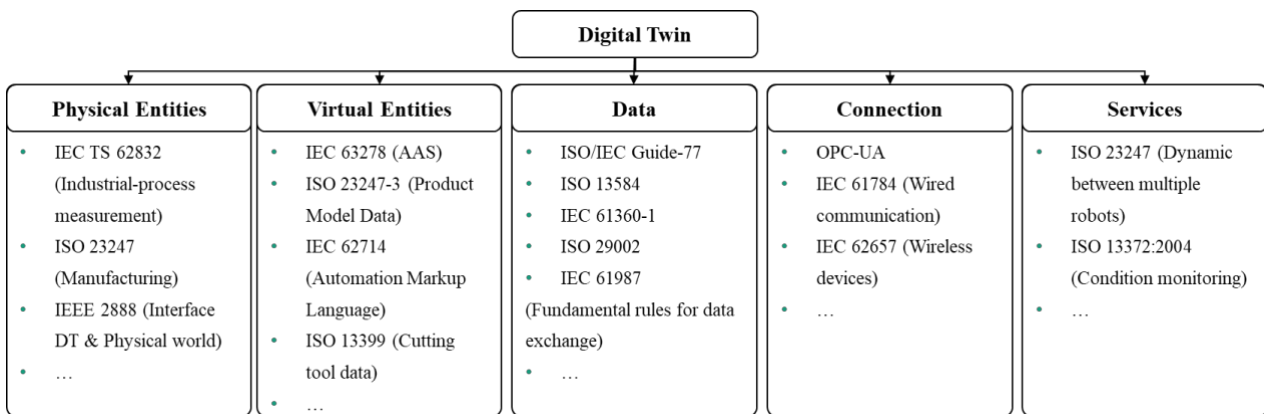 Digital Twin
Physical Entities
• IEC TS 62832
(Industrial-process
measurement)
• ISO 23247
(Manufacturing)
• IEEE 2888 (Interface
DT & Physical world)
• …
Virtual Entities
• IEC 63278 (AAS)
• ISO 23247-3 (Product
Model Data)
• IEC 62714
(Automation Markup
Language)
• ISO 13399 (Cutting
tool data)
• …
Data
• ISO/IEC Guide-77
• ISO 13584
• IEC 61360-1
• ISO 29002
• IEC 61987
(Fundamental rules for data
exchange)
• …
Connection
• OPC-UA
• IEC 61784 (Wired
communication)
• IEC 62657 (Wireless
devices)
• …
Services
• ISO 23247 (Dynamic
between multiple
robots)
• ISO 13372:2004
(Condition monitoring)
• …